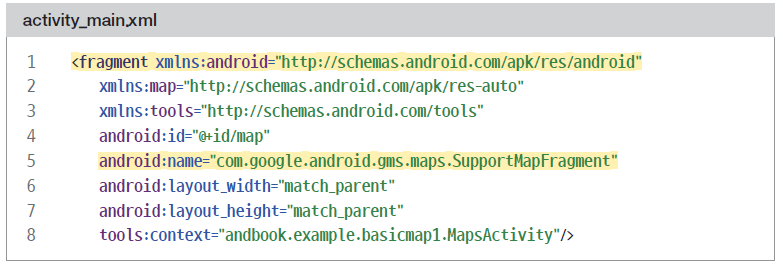 activity_main.xml
1 <fragment xmlns:android="http://schemas.android.com/apk/res/android"
2 xmlns:map="http://schemas.android.com/apk/res-auto"
3 xmlns:tools="http://schemas.android.com/tools"
4 android:id="@+id/map"
5 android:name="com.google.android.gms.maps.SupportMapFragment"
6 android:layout_width="match_parent"
7 android:layout_height="match_parent"
8 tools:context="andbook.example.basicmap1.MapsActivity"/>